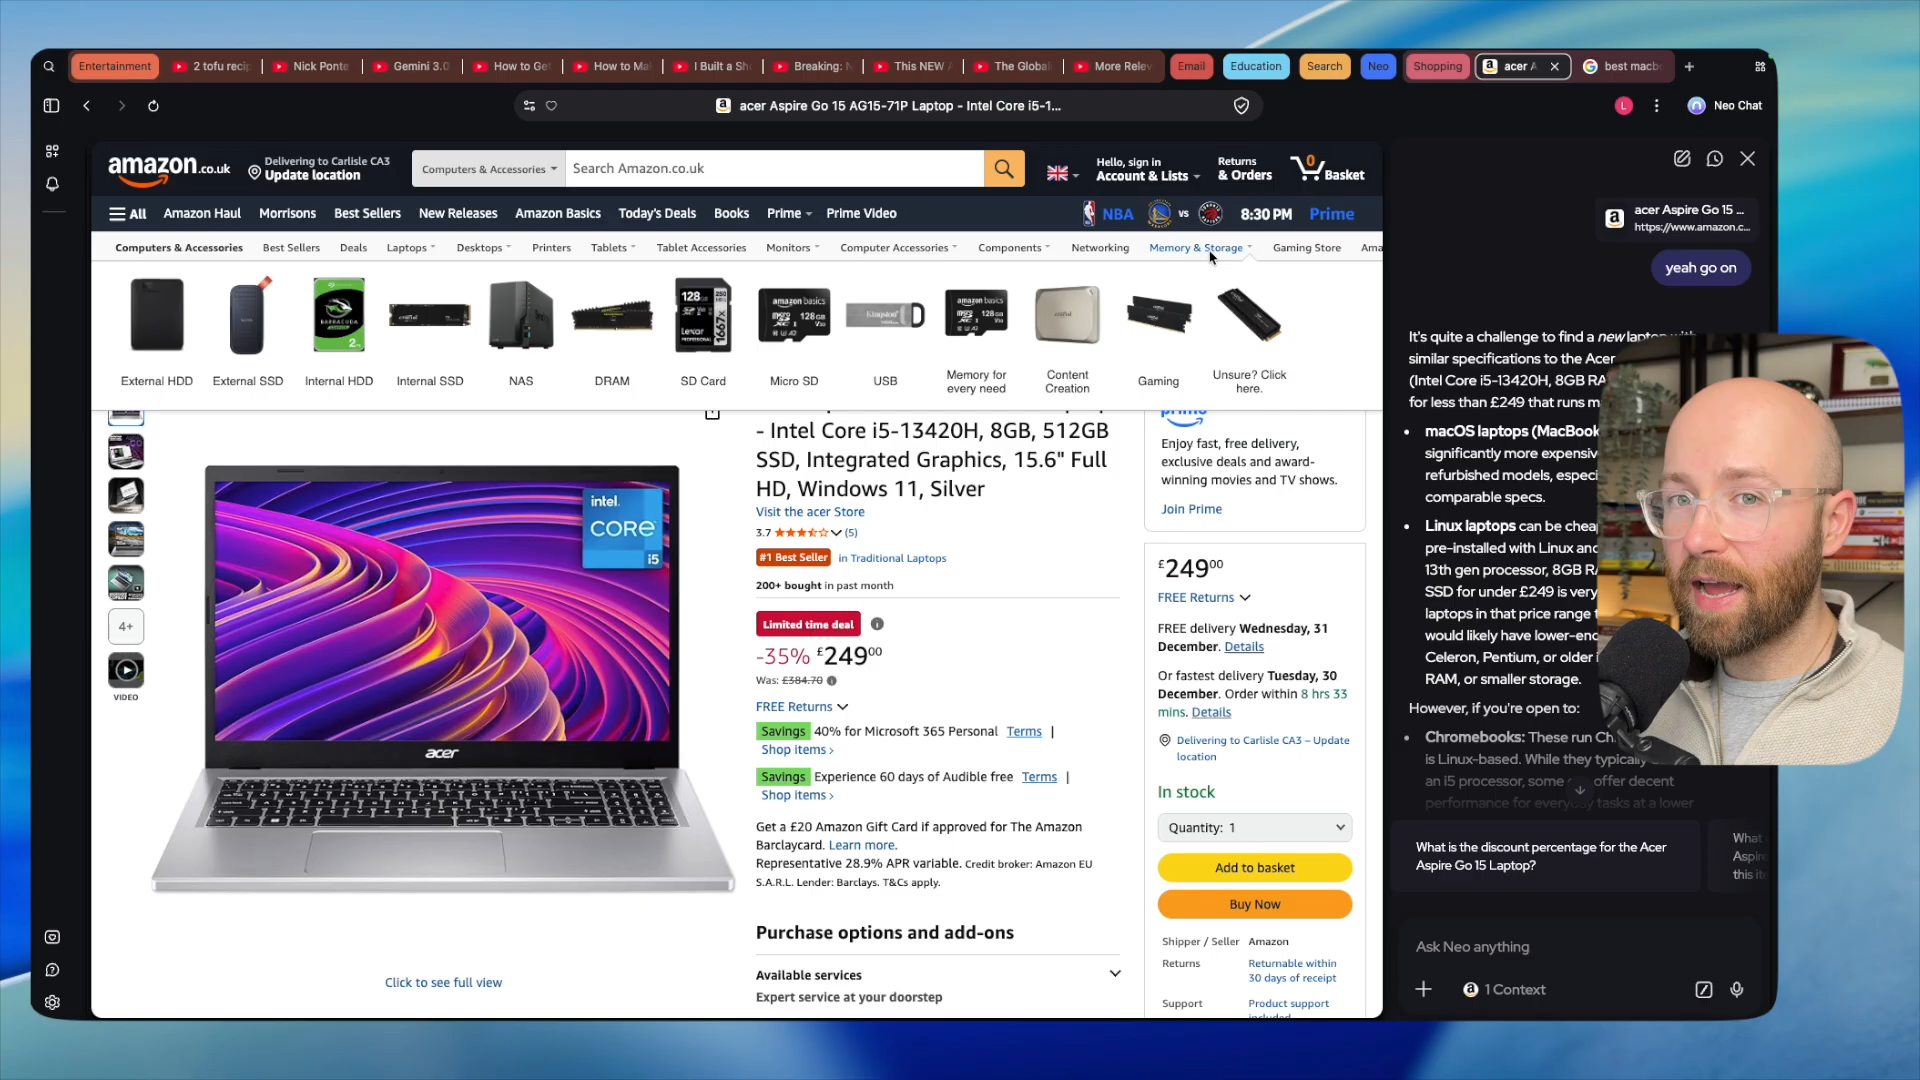 Entertainment
2 tofu recip
Nick Ponte
Gemini 3.0
How to Ge
How to Ma
I Built a Sh
Breaking: N
This NEW
The Global
More Relev
Email
Education
Search
Neo
Shopping
acer A
best macb
acer Aspire Go 15 AG15-71P Laptop - Intel Core i5-1...
L
Neo Chat
amazon.co.uk
Delivering to Carlisle CA3
Update location
Computers & Accessories
Search Amazon.co.uk
Hello, sign in
Account & Lists
Returns
& Orders
0
Basket
All
Amazon Haul
Morrisons
Best Sellers
New Releases
Amazon Basics
Today's Deals
Books
Prime
Prime Video
NBA
vs
8:30 PM
Prime
Computers & Accessories
Best Sellers
Deals
Laptops
Desktops
Printers
Tablets
Tablet Accessories
Monitors
Computer Accessories
Components
Networking
Memory & Storage
Gaming Store
Ama
External HDD
External SSD
Internal HDD
Internal SSD
NAS
DRAM
SD Card
Micro SD
USB
Memory for
every need
Content
Creation
Gaming
Unsure? Click
here.
4+
VIDEO
intel.
CORE
i5
acer
Click to see full view
- Intel Core i5-13420H, 8GB, 512GB
SSD, Integrated Graphics, 15.6" Full
HD, Windows 11, Silver
Visit the acer Store
3.7
(5)
#1 Best Seller
in Traditional Laptops
200+ bought in past month
Limited time deal
-35% £249.00
Was: £384.70
FREE Returns
Savings 40% for Microsoft 365 Personal Terms |
Shop items ›
Savings Experience 60 days of Audible free Terms |
Shop items ›
Get a £20 Amazon Gift Card if approved for The Amazon
Barclaycard. Learn more.
Representative 28.9% APR variable. Credit broker: Amazon EU
S.A.R.L. Lender: Barclays. T&Cs apply.
Purchase options and add-ons
Available services
Expert service at your doorstep
prime
Enjoy fast, free delivery,
exclusive deals and award-
winning movies and TV shows.
Join Prime
£249.00
FREE Returns
FREE delivery Wednesday, 31
December. Details
Or fastest delivery Tuesday, 30
December. Order within 8 hrs 33
mins. Details
Delivering to Carlisle CA3 – Update
location
In stock
Quantity: 1
Add to basket
Buy Now
Shipper / Seller Amazon
Returns Returnable within
30 days of receipt
Support Product support
included
acer Aspire Go 15 ...
https://www.amazon.c...
yeah go on
It's quite a challenge to find a new laptop with
similar specifications to the Acer
(Intel Core i5-13420H, 8GB RA
for less than £249 that runs m
macOS laptops (MacBook
significantly more expensive
refurbished models, especi
comparable specs.
Linux laptops can be chea
pre-installed with Linux and
13th gen processor, 8GB RA
SSD for under £249 is very
laptops in that price range
would likely have lower-end
Celeron, Pentium, or older i
RAM, or smaller storage.
However, if you're open to:
Chromebooks: These run Ch
is Linux-based. While they typically
an i5 processor, some offer decent
performance for everyday tasks at a lower
What is the discount percentage for the Acer
Aspire Go 15 Laptop?
What
Aspire
this it
Ask Neo anything
1 Context